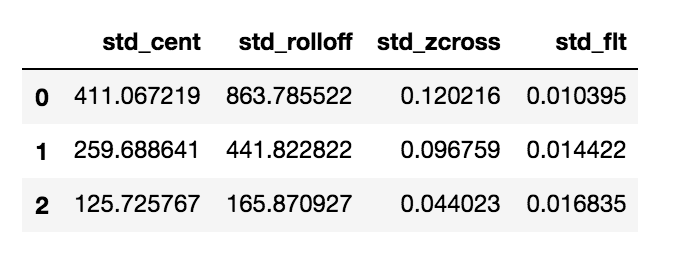 std_cent std_rolloff std_zcross std_flt
0 411.067219 863.785522 0.120216 0.010395
1 259.688641 441.822822 0.096759 0.014422
2 125.725767 165.870927 0.044023 0.016835